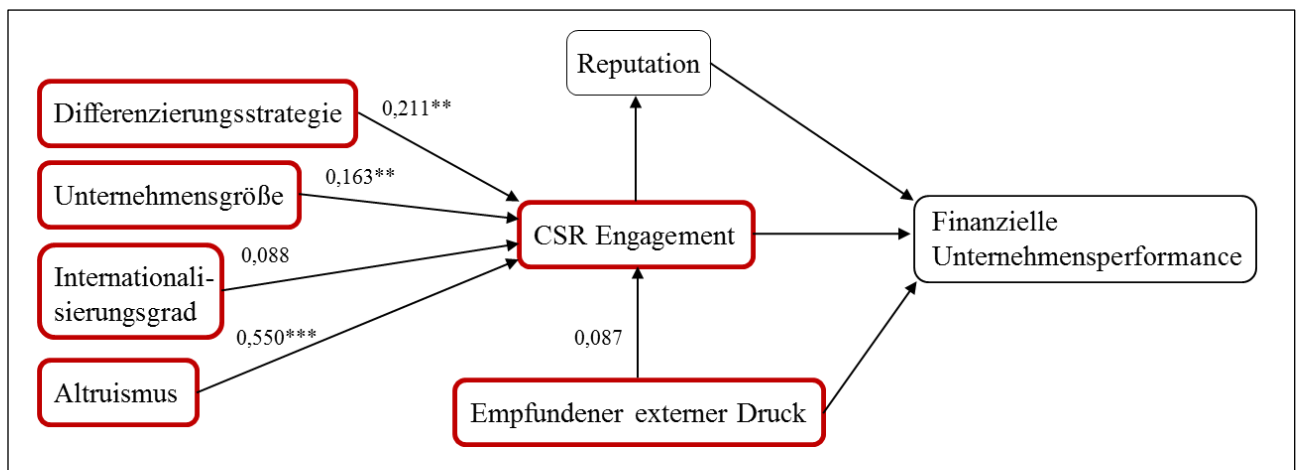 Reputation
Differenzierungsstrategie
0,211**
Unternehmensgröße
0,163**
CSR Engagement
Finanzielle
Unternehmensperformance
Internationali-
sierungsgrad
0,088
0,550***
0,087
Altruismus
Empfundener externer Druck